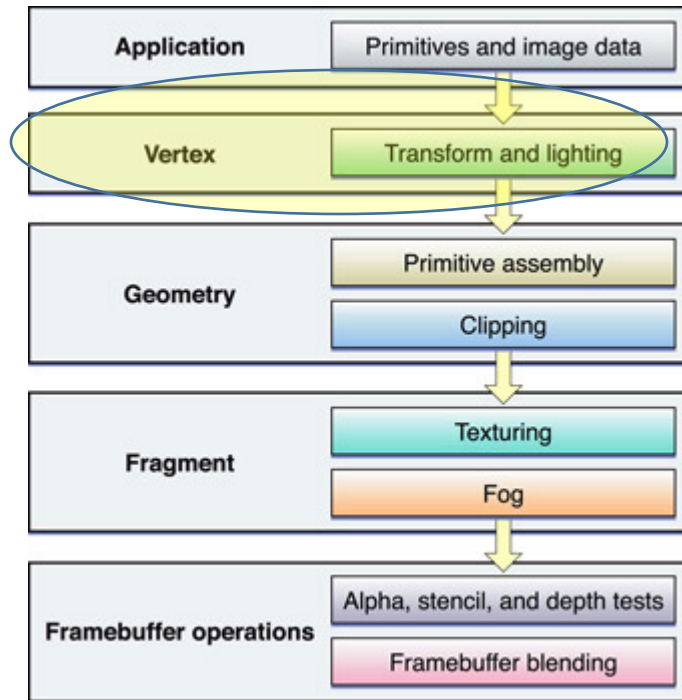 Application
Primitives and image data
Vertex
Transform and lighting
Geometry
Primitive assembly
Clipping
Fragment
Texturing
Fog
Framebuffer operations
Alpha, stencil, and depth tests
Framebuffer blending